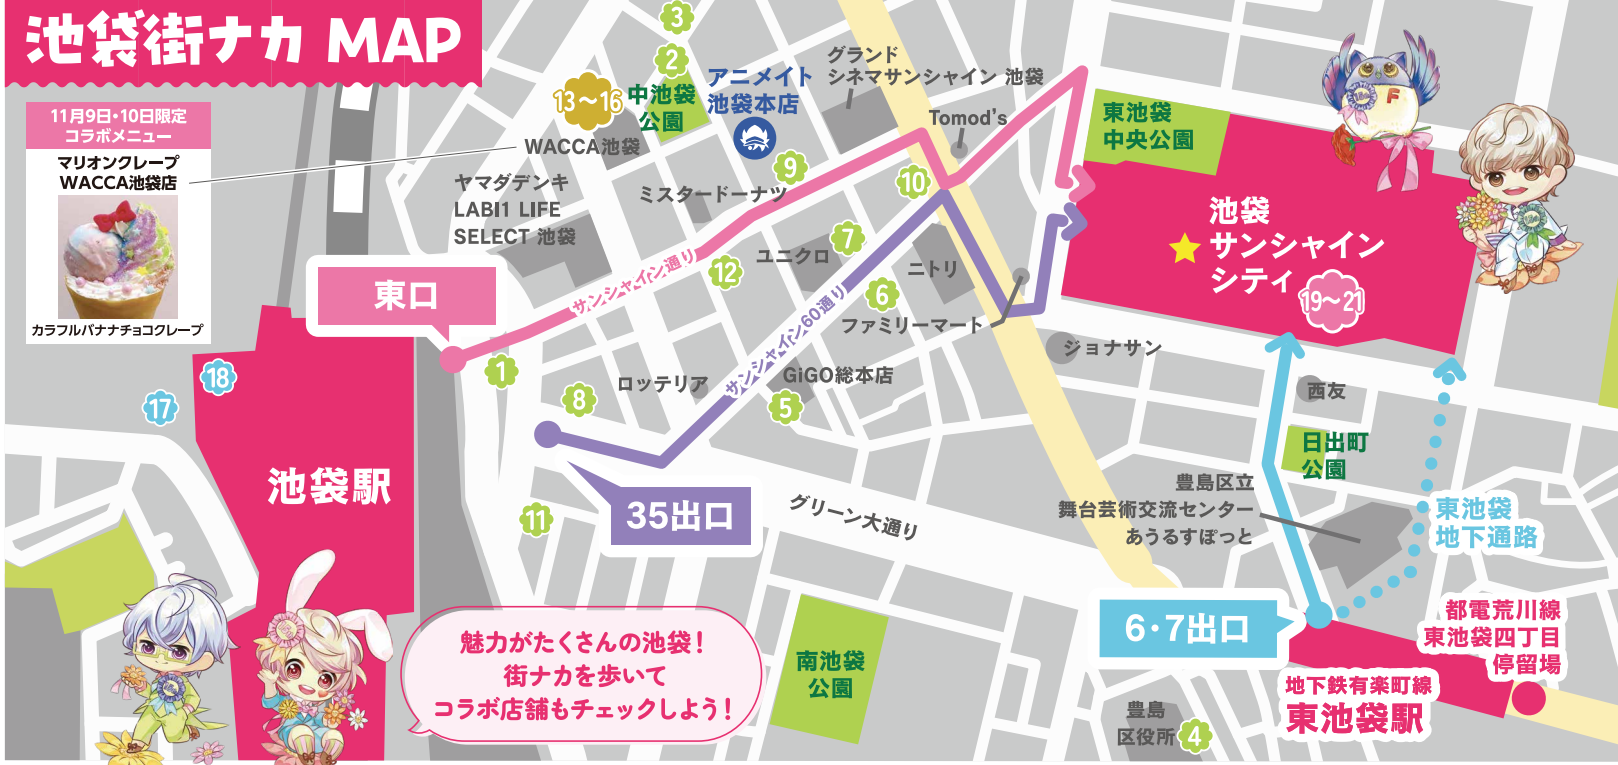 池袋街ナカ MAP
11月9日・10日限定
コラボメニュー
マリオンクレープ
WACCA池袋店
カラフルバナナチョコクレープ
3
2
13～16
中池袋
公園
WACCA池袋
アニメイト
池袋本店
グランド
シネマサンシャイン 池袋
Tomod's
東池袋
中央公園
F
ヤマダデンキ
LABI1 LIFE
SELECT 池袋
ミスタードーナツ
9
10
池袋
サンシャイン
シティ
19～21
東口
サンシャイン通り
12
ユニクロ
7
6
ニトリ
ファミリーマート
サンシャイン60通り
ジョナサン
1
8
ロッテリア
GiGO総本店
5
西友
日出町
公園
18
17
池袋駅
35出口
11
グリーン大通り
豊島区立
舞台芸術交流センター
あうるすぽっと
東池袋
地下通路
6・7出口
都電荒川線
東池袋四丁目
停留場
地下鉄有楽町線
東池袋駅
南池袋
公園
豊島
区役所
4
魅力がたくさんの池袋！
街ナカを歩いて
コラボ店舗もチェックしよう！